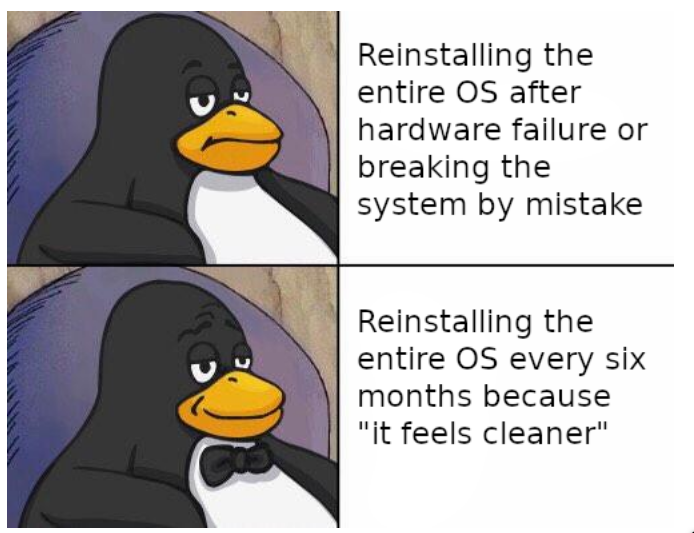 Reinstalling the
entire OS after
hardware failure or
breaking the
system by mistake
Reinstalling the
entire OS every six
months because
"it feels cleaner"